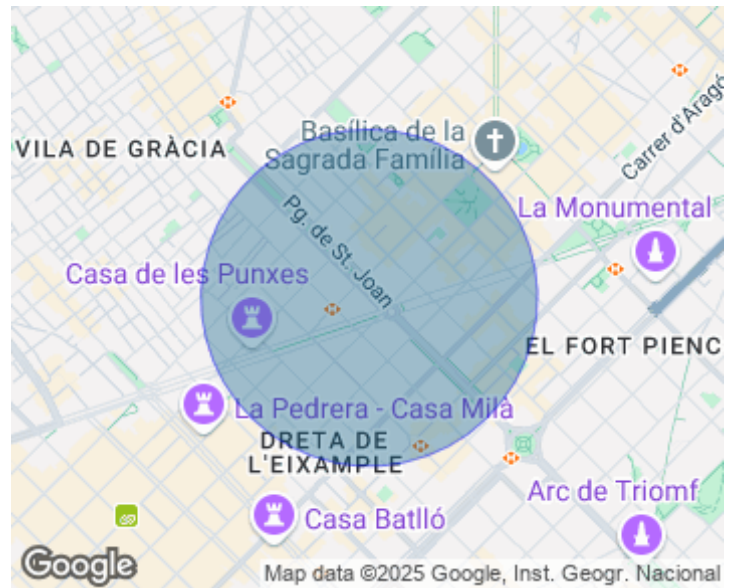 Basílica de la
Sagrada Família
VILA DE GRÀCIA
Carrer d'Aragó
La Monumental
Pg. de St. Joan
Casa de les Punxes
EL FORT PIENC
La Pedrera - Casa Milà
DRETA DE
L'EIXAMPLE
Arc de Triomf
Casa Batlló
Google
Map data ©2025 Google, Inst. Geogr. Nacional